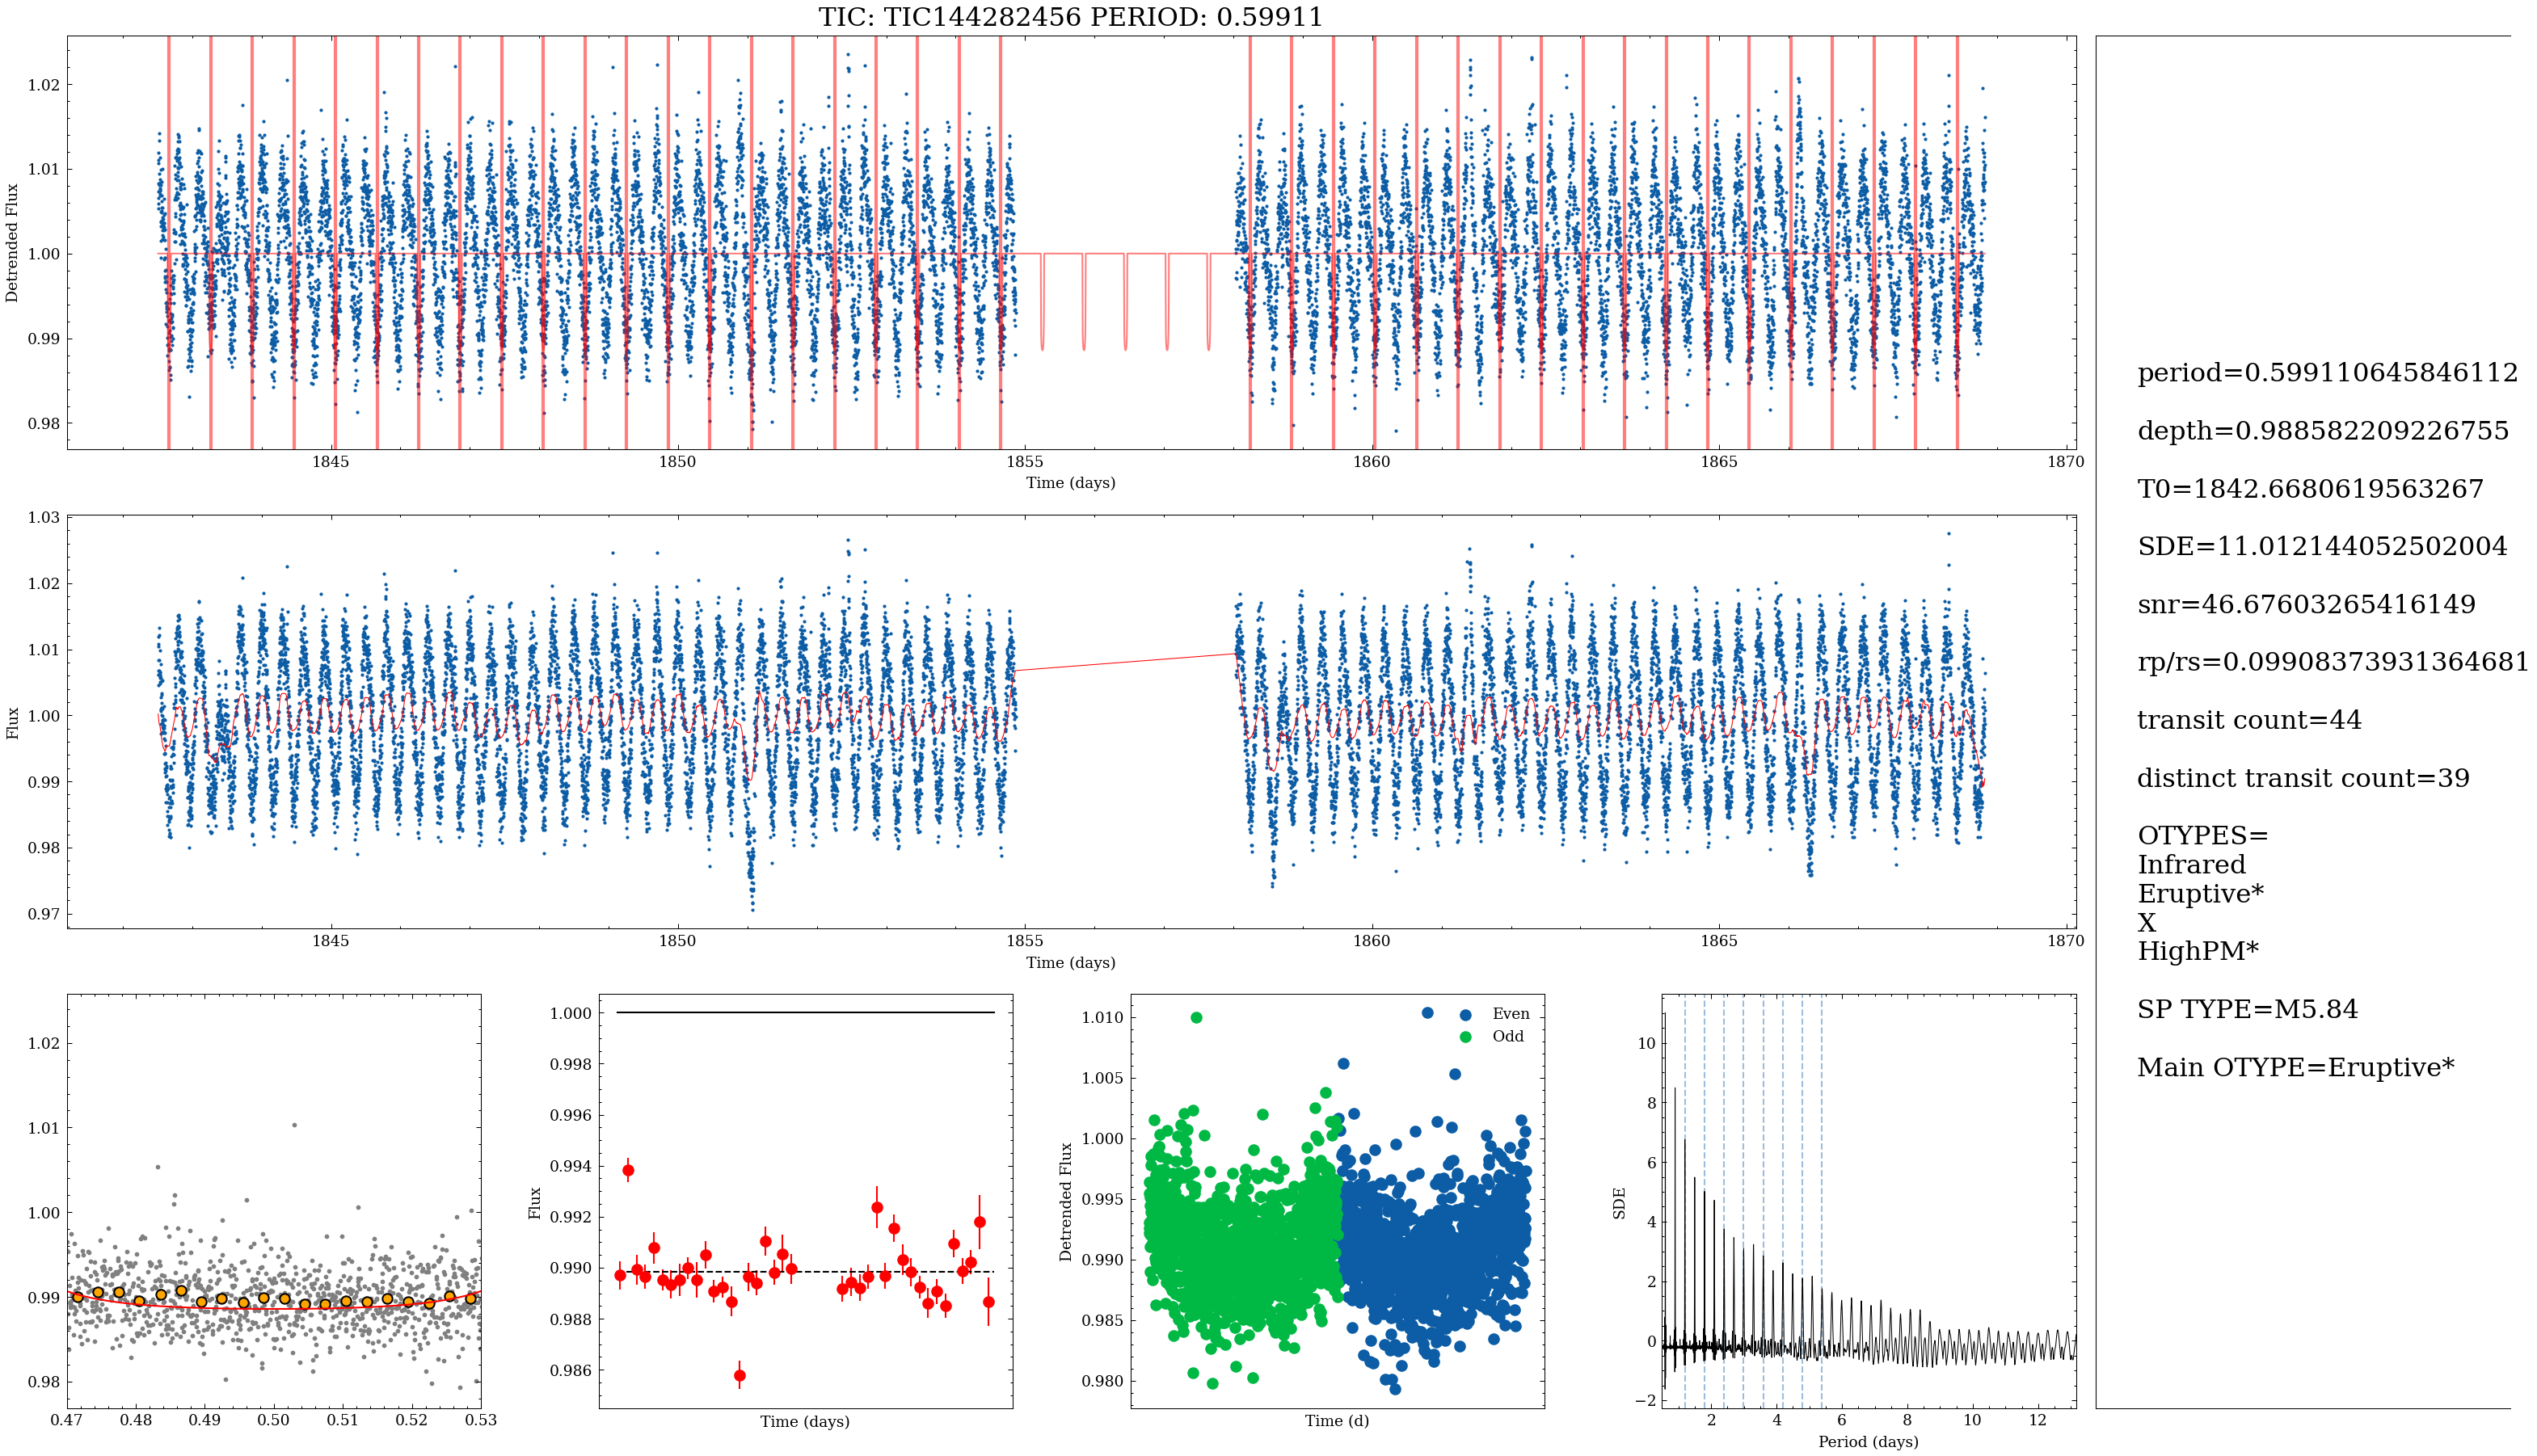 TIC: TIC144282456 PERIOD: 0.59911
1.02
1.01
1.00
0.99
0.98
Detrended Flux
1845
1850
1855
1860
1865
1870
Time (days)
1.03
1.02
1.01
1.00
0.99
0.98
0.97
Flux
1845
1850
1855
1860
1865
1870
Time (days)
1.02
1.01
1.00
0.99
0.98
0.47
0.48
0.49
0.50
0.51
0.52
0.53
1.000
0.998
0.996
0.994
0.992
0.990
0.988
0.986
Flux
Time (days)
1.010
1.005
1.000
0.995
0.990
0.985
0.980
Detrended Flux
Even
Odd
Time (d)
10
8
6
4
2
0
−2
SDE
2
4
6
8
10
12
Period (days)
period=0.599110645846112
depth=0.988582209226755
T0=1842.6680619563267
SDE=11.012144052502004
snr=46.67603265416149
rp/rs=0.09908373931364681
transit count=44
distinct transit count=39
OTYPES=
Infrared
Eruptive*
X
HighPM*
SP TYPE=M5.84
Main OTYPE=Eruptive*